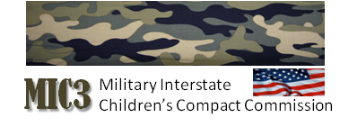 MIC3 Military Interstate
Children's Compact Commission